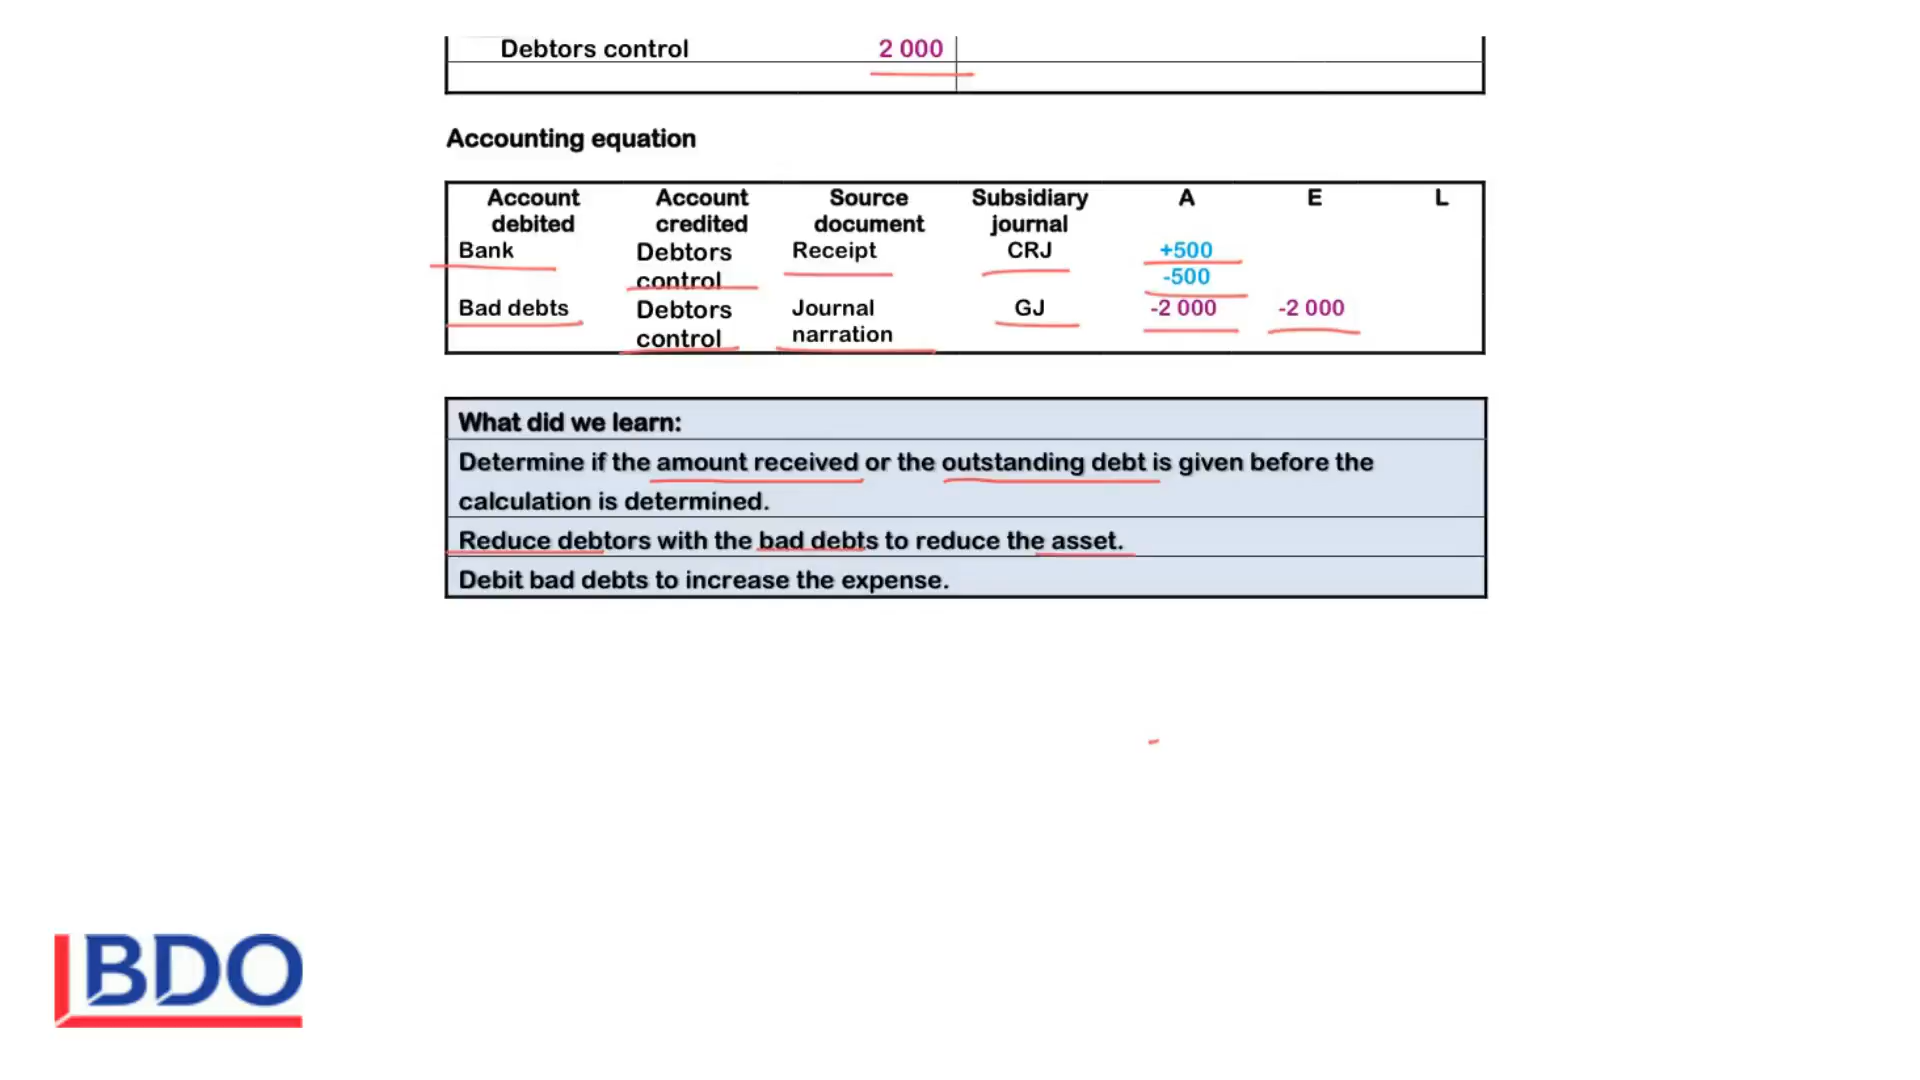 Debtors control 2 000
Accounting equation
Account debited Account credited Source document Subsidiary journal A E L
Bank Debtors control Receipt CRJ +500 -500
Bad debts Debtors control Journal narration GJ -2 000 -2 000
What did we learn:
Determine if the amount received or the outstanding debt is given before the
calculation is determined.
Reduce debtors with the bad debts to reduce the asset.
Debit bad debts to increase the expense.
BDO